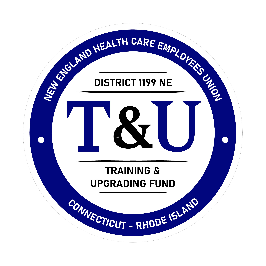 NEW ENGLAND HEALTH CARE EMPLOYEES UNION
DISTRICT 1199 NE
T&U
TRAINING &
UPGRADING FUND
CONNECTICUT - RHODE ISLAND